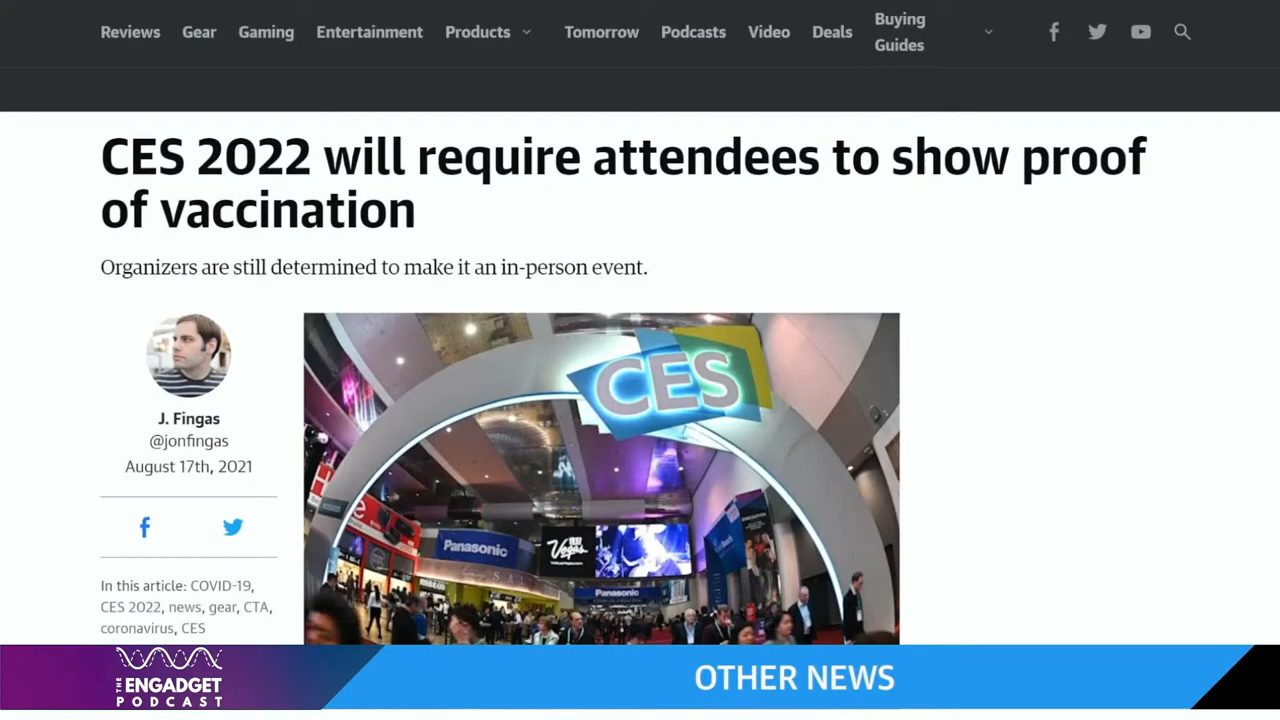 Reviews Gear Gaming Entertainment Products Tomorrow Podcasts Video Deals Buying Guides
CES 2022 will require attendees to show proof
of vaccination
Organizers are still determined to make it an in-person event.
J. Fingas
@jonfingas
August 17th, 2021
In this article: COVID-19,
CES 2022, news, gear, CTA,
coronavirus, CES
CES
Panasonic
Vegas
Panasonic
THE ENGADGET
PODCAST
OTHER NEWS